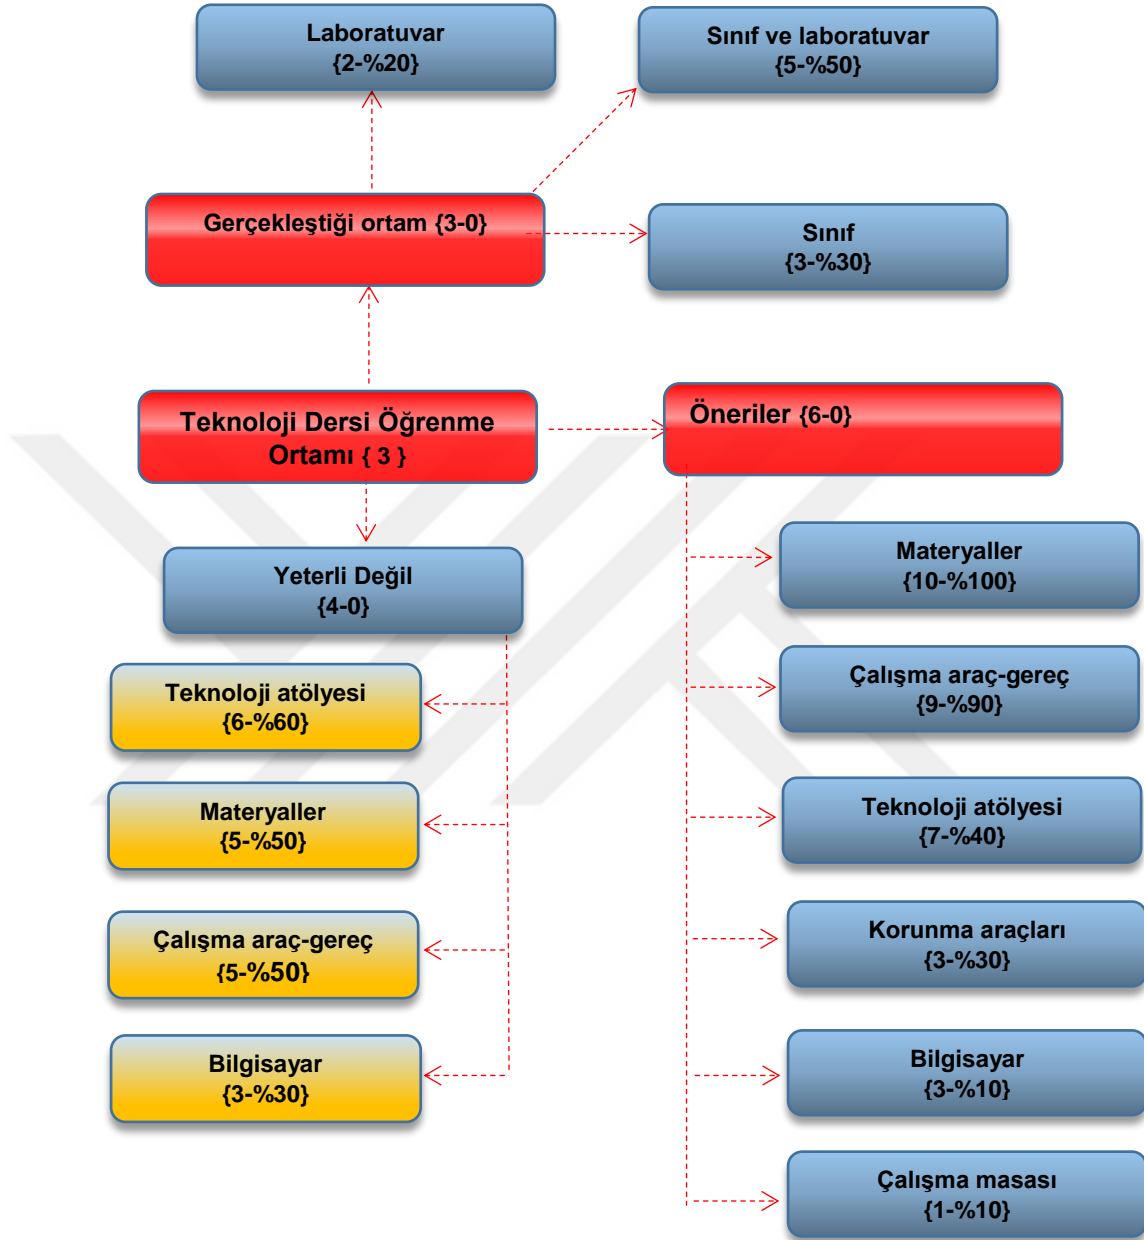 Laboratuvar
{2-%20}
Sınıf ve laboratuvar
{5-%50}
Gerçekleştiği ortam {3-0}
Sınıf
{3-%30}
Teknoloji Dersi Öğrenme
Ortamı { 3 }
Öneriler {6-0}
Yeterli Değil
{4-0}
Teknoloji atölyesi
{6-%60}
Materyaller
{5-%50}
Çalışma araç-gereç
{5-%50}
Bilgisayar
{3-%30}
Materyaller
{10-%100}
Çalışma araç-gereç
{9-%90}
Teknoloji atölyesi
{7-%40}
Korunma araçları
{3-%30}
Bilgisayar
{3-%10}
Çalışma masası
{1-%10}